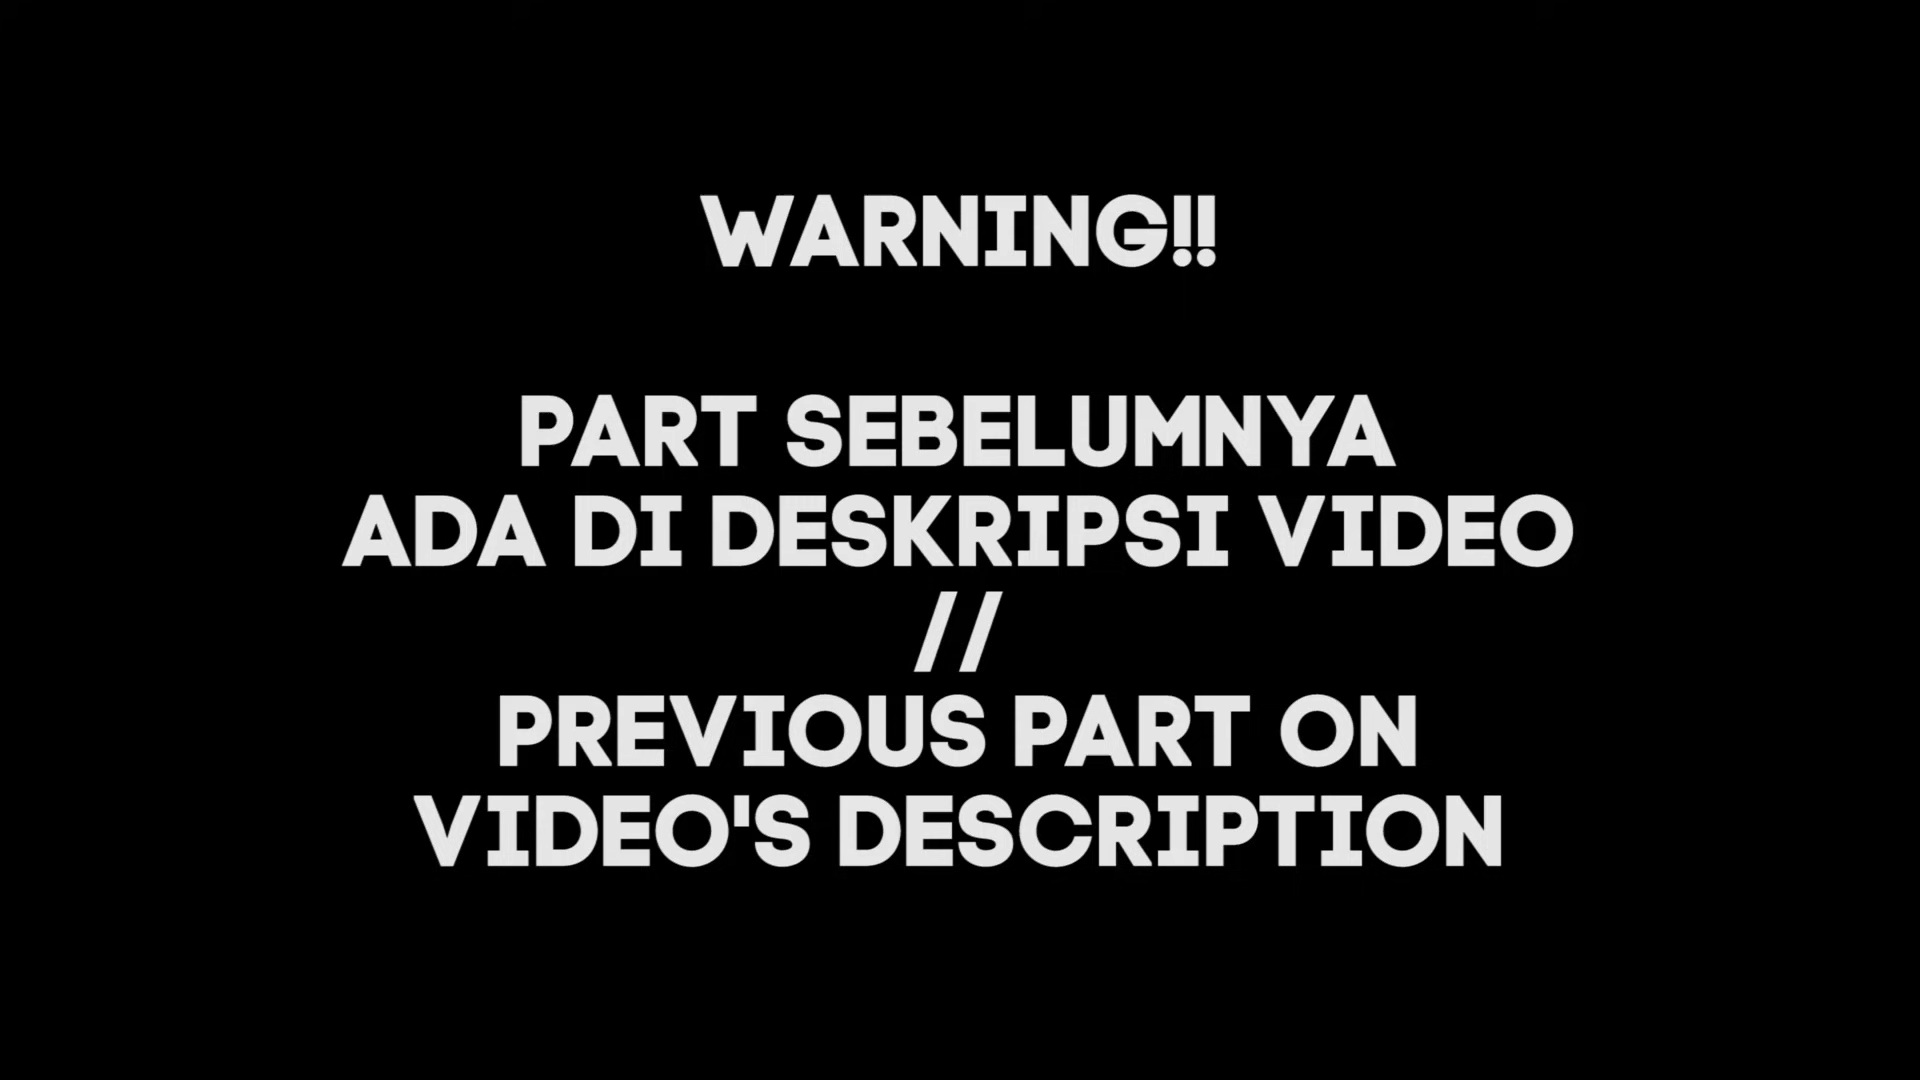 WARNING!!
PART SEBELUMNYA
ADA DI DESKRIPSI VIDEO
//
PREVIOUS PART ON
VIDEO'S DESCRIPTION